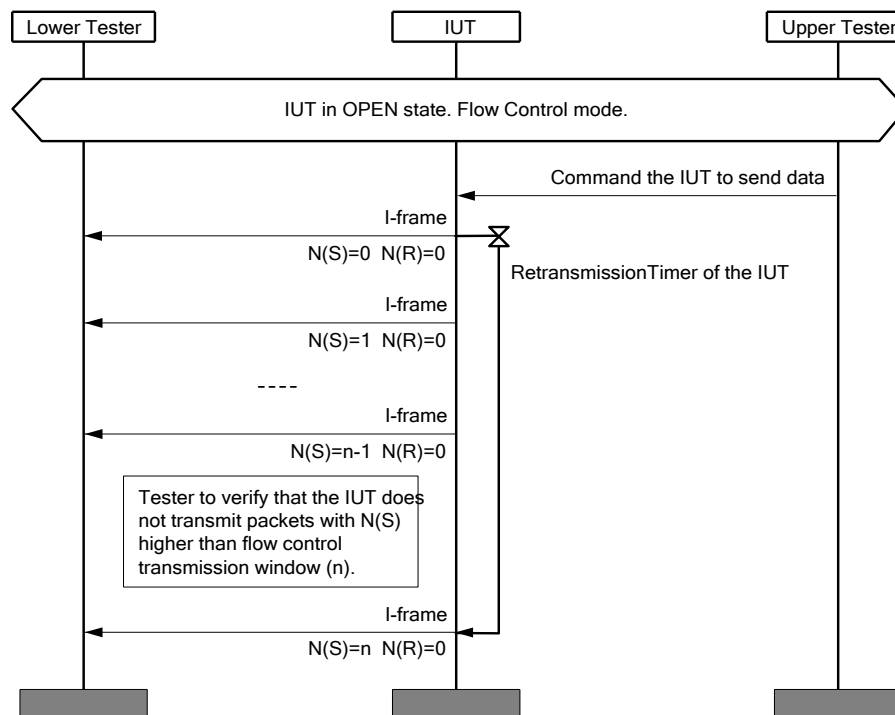 Lower Tester
IUT
Upper Tester
IUT in OPEN state. Flow Control mode.
Command the IUT to send data
I-frame
N(S)=0 N(R)=0
RetransmissionTimer of the IUT
I-frame
N(S)=1 N(R)=0
----
I-frame
N(S)=n-1 N(R)=0
Tester to verify that the IUT does
not transmit packets with N(S)
higher than flow control
transmission window (n).
I-frame
N(S)=n N(R)=0